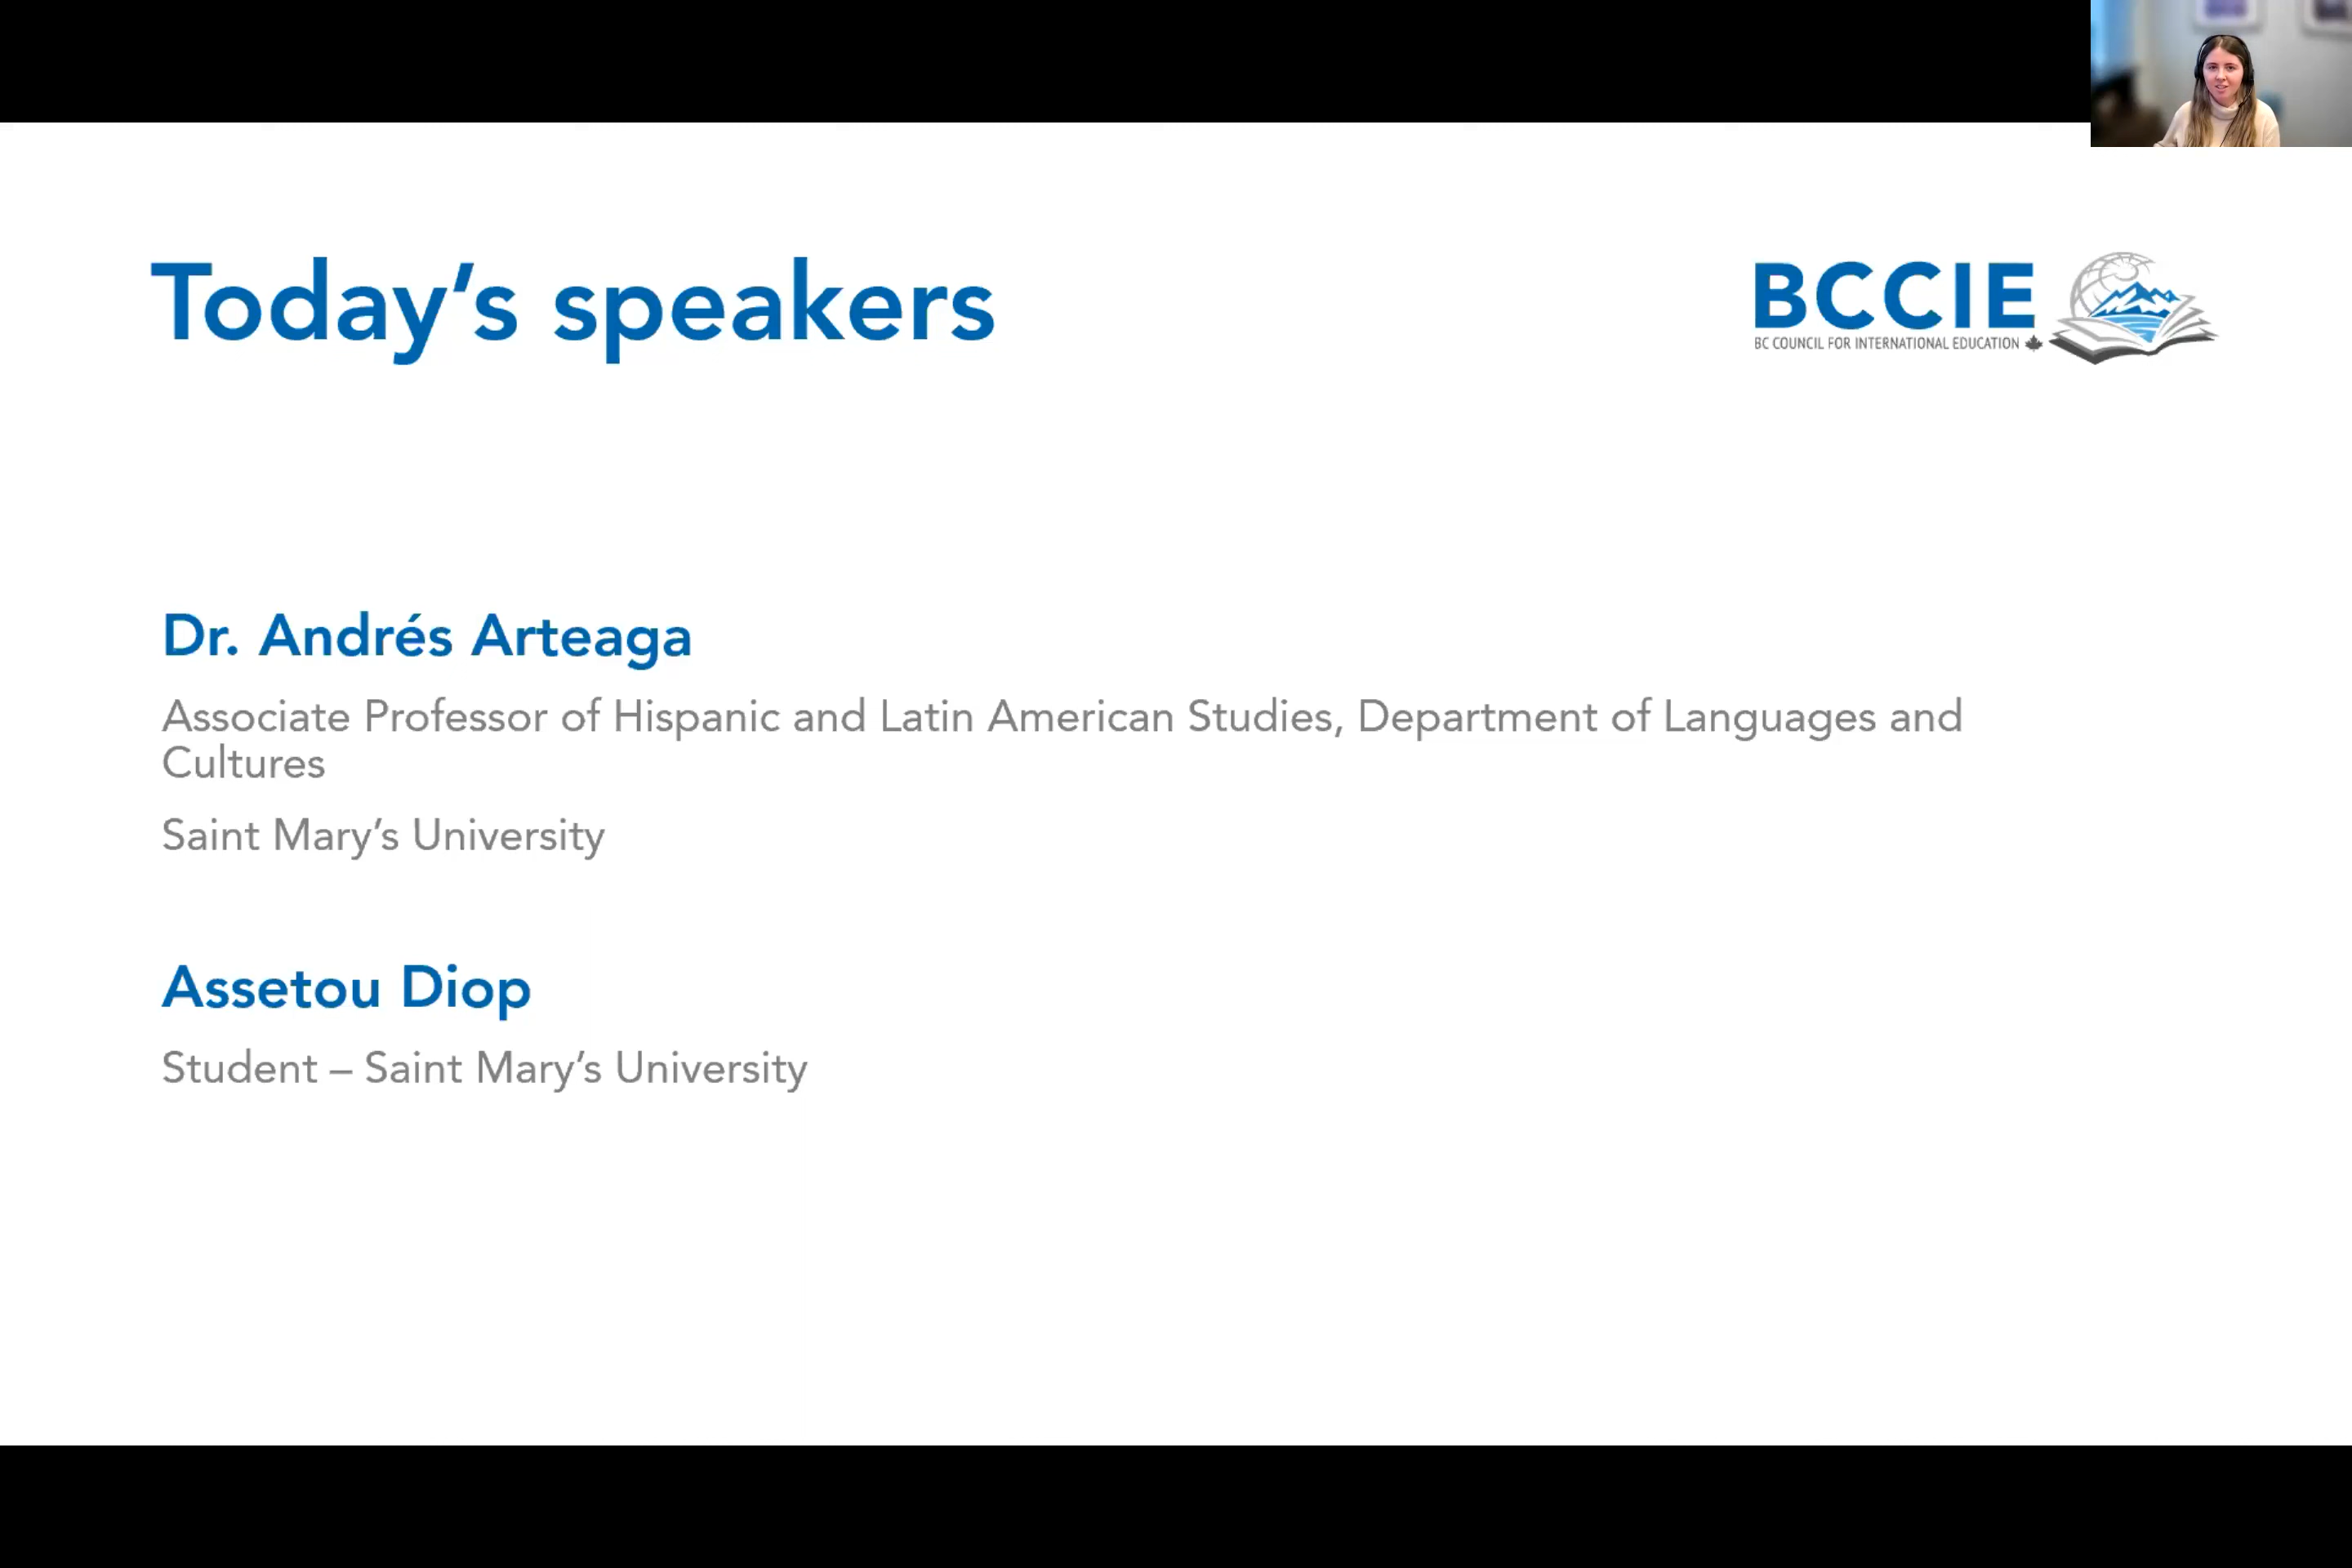 Today’s speakers
BCCIE
BC COUNCIL FOR INTERNATIONAL EDUCATION
Dr. Andrés Arteaga
Associate Professor of Hispanic and Latin American Studies, Department of Languages and
Cultures
Saint Mary’s University
Assetou Diop
Student – Saint Mary’s University